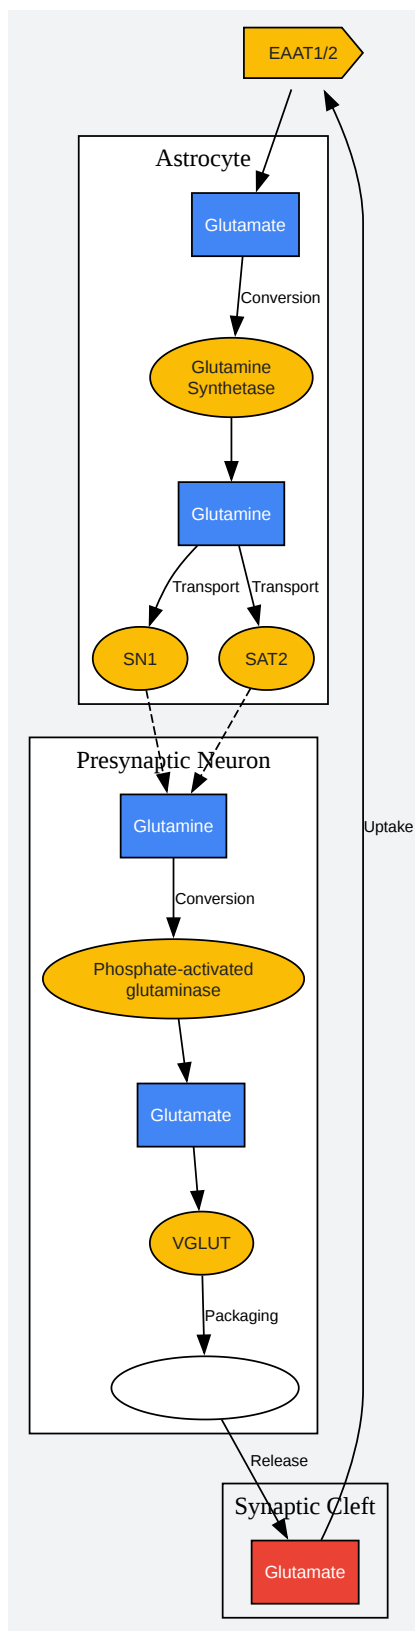 EAAT1/2
Astrocyte
Glutamate
Conversion
Glutamine
Synthetase
Glutamine
Transport
Transport
SN1
SAT2
Presynaptic Neuron
Glutamine
Uptake
Conversion
Phosphate-activated
glutaminase
Glutamate
VGLUT
Packaging
Release
Synaptic Cleft
Glutamate